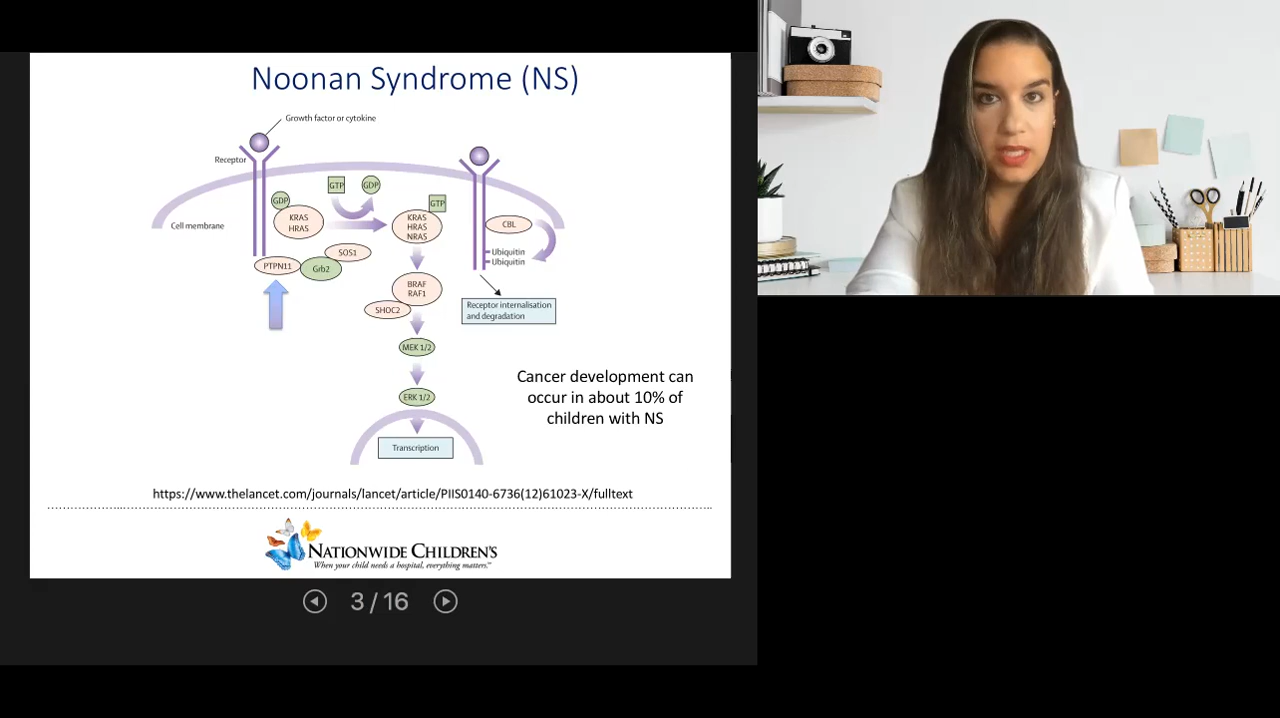 Noonan Syndrome (NS)
Growth factor or cytokine
Receptor
Cell membrane
GDP
KRAS
HRAS
GTP
GDP
GTP
KRAS
HRAS
NRAS
CBL
Ubiquitin
Ubiquitin
SOS1
PTPN11
Grb2
BRAF
RAF1
SHOC2
Receptor internalisation
and degradation
MEK 1/2
ERK 1/2
Transcription
Cancer development can
occur in about 10% of
children with NS
https://www.thelancet.com/journals/lancet/article/PIIS0140-6736(12)61023-X/fulltext
NATIONWIDE CHILDREN'S
When your child needs a hospital, everything matters.™
3 / 16